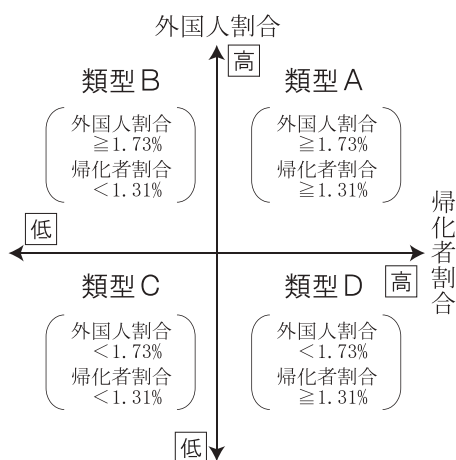 外国人割合
高
類型B
外国人割合
≧1.73%
帰化者割合
<1.31%
類型A
外国人割合
≧1.73%
帰化者割合
≧1.31%
低
帰化者割合
高
類型C
外国人割合
<1.73%
帰化者割合
<1.31%
類型D
外国人割合
<1.73%
帰化者割合
≧1.31%
低